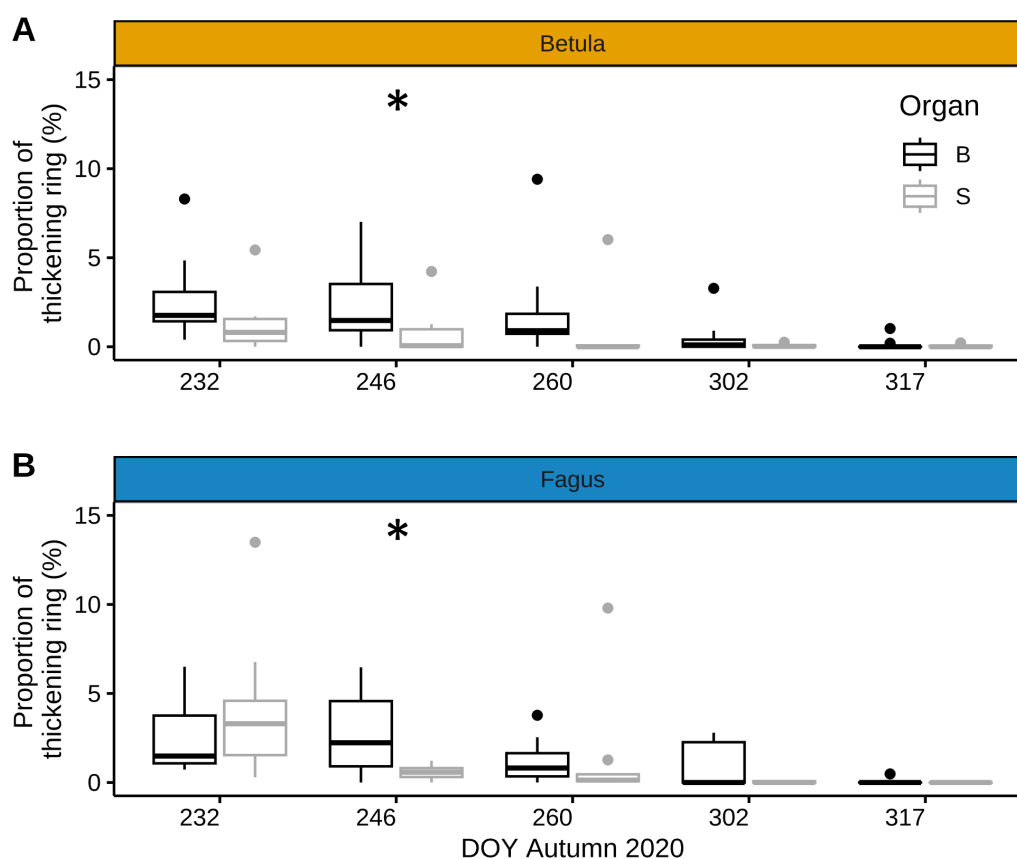 A
Betula
Proportion of
thickening ring (%)
15
10
5
0
*
Organ
B
S
232 246 260 302 317
B
Fagus
Proportion of
thickening ring (%)
15
10
5
0
*
232 246 260 302 317
DOY Autumn 2020